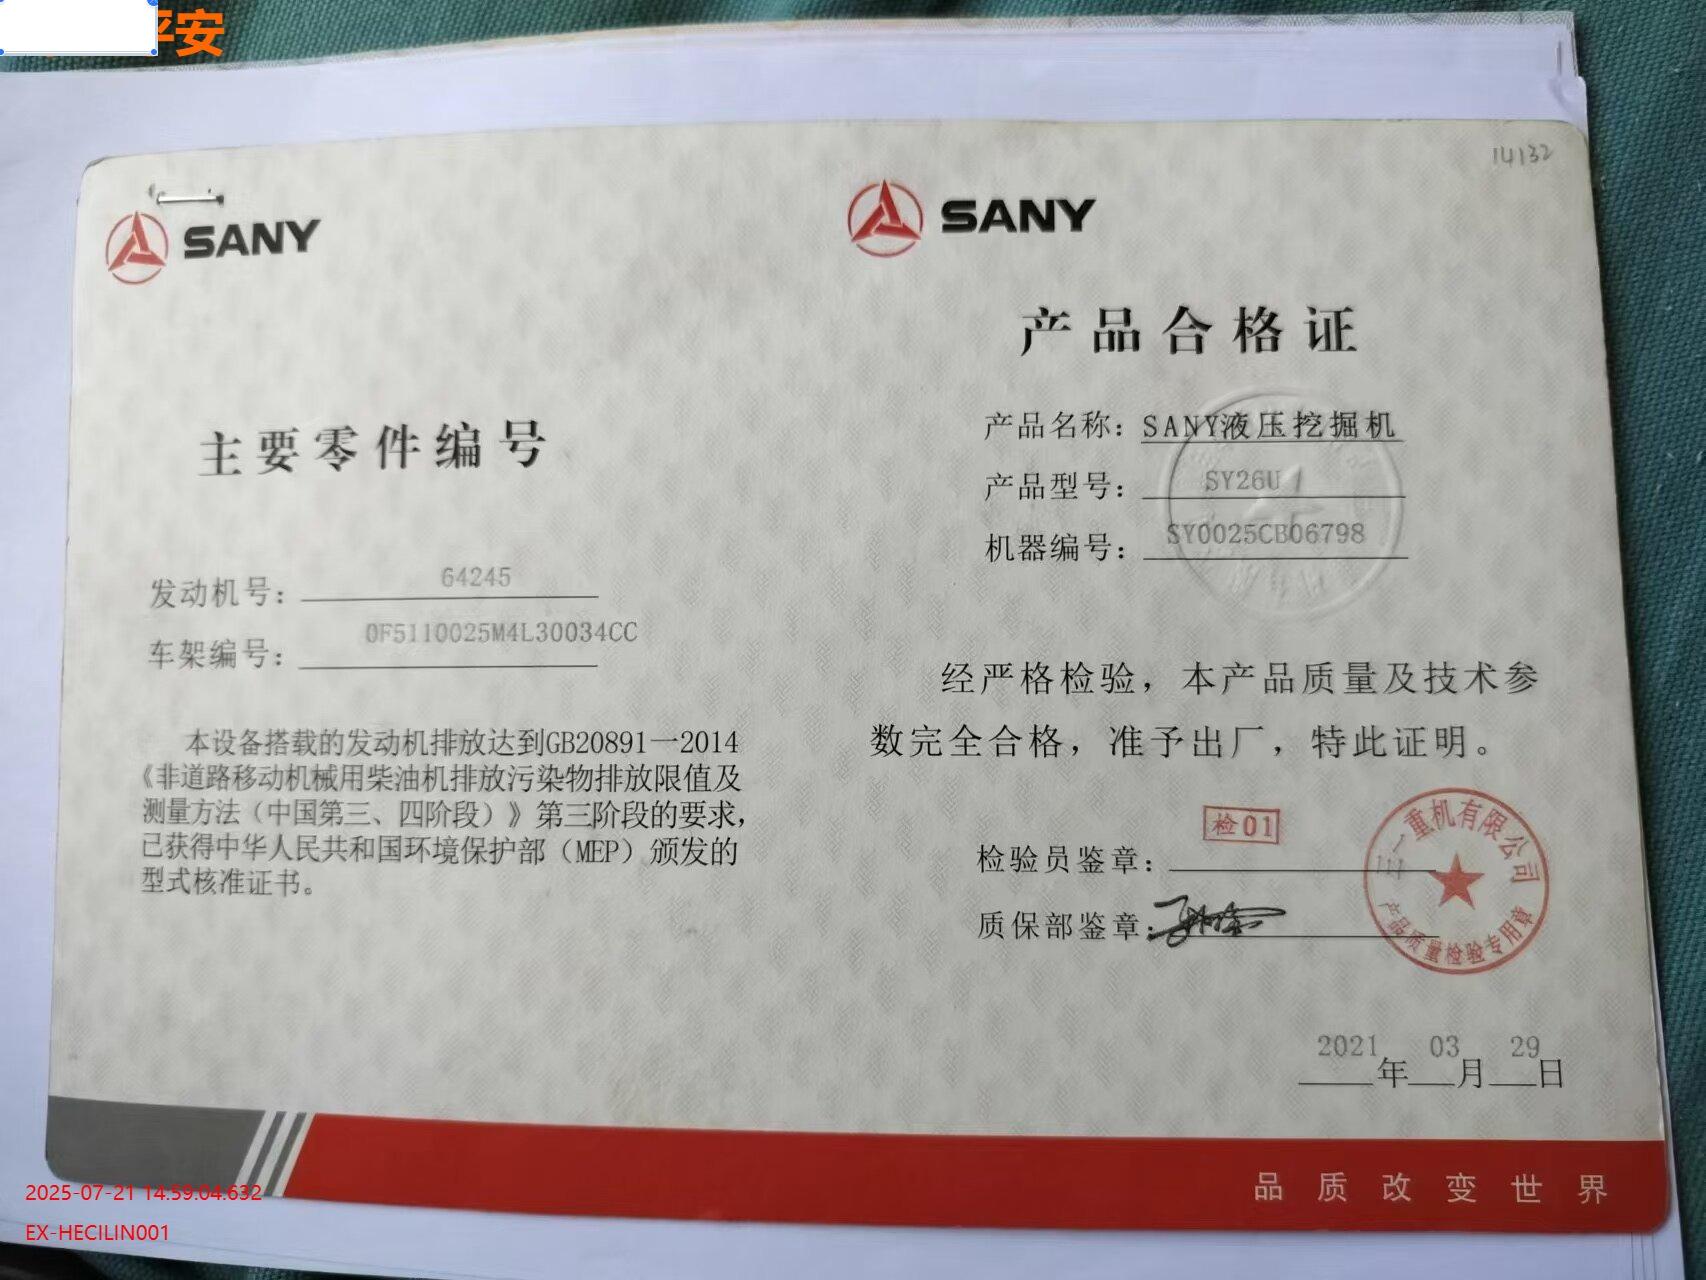 平安
14132
SANY
主要零件编号
发动机号： 64245
车架编号： 0F5110025M4L30034CC
本设备搭载的发动机排放达到GB20891—2014
《非道路移动机械用柴油机排放污染物排放限值及
测量方法（中国第三、四阶段）》第三阶段的要求，
已获得中华人民共和国环境保护部（MEP）颁发的
型式核准证书。
SANY
产品合格证
产品名称：SANY液压挖掘机
产品型号： SY26U
机器编号： SY0025CB06798
经严格检验，本产品质量及技术参
数完全合格，准予出厂，特此证明。
检01
检验员鉴章：
质保部鉴章：
三一重机有限公司
产品质量检验专用章
2021年03月29日
品质改变世界
2025-07-21 14:59:04.632
EX-HECILIN001